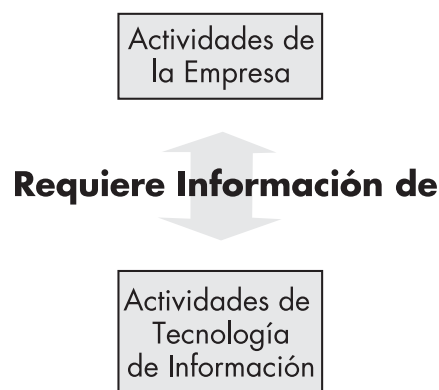 Actividades de
la Empresa
Requiere Información de
Actividades de
Tecnología
de Información